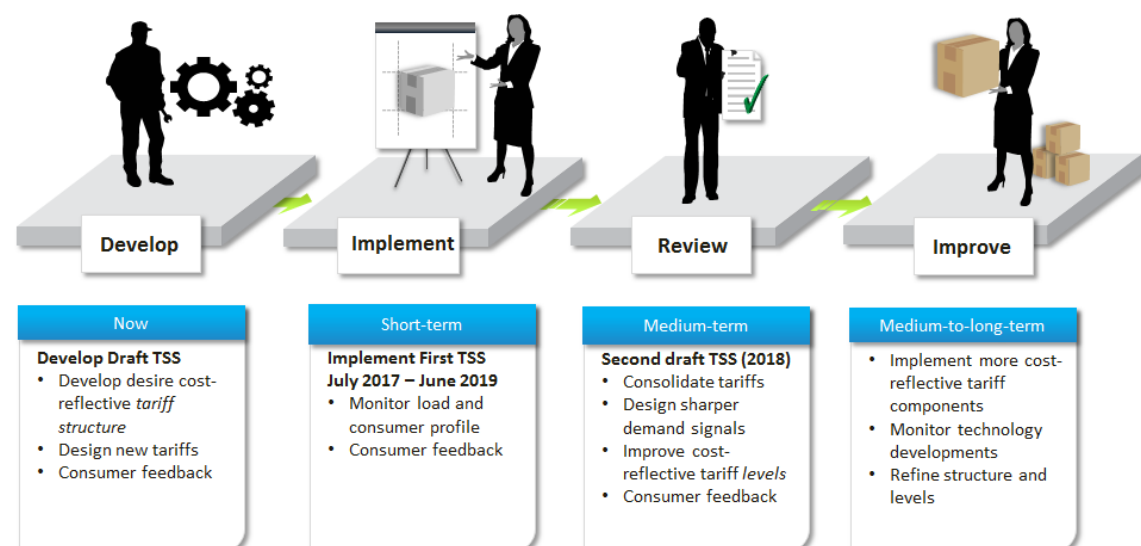 Develop
Implement
Review
Improve
Now
Develop Draft TSS
• Develop desire cost-
reflective tariff
structure
• Design new tariffs
• Consumer feedback
Short-term
Implement First TSS
July 2017 – June 2019
• Monitor load and
consumer profile
• Consumer feedback
Medium-term
Second draft TSS (2018)
• Consolidate tariffs
• Design sharper
demand signals
• Improve cost-
reflective tariff levels
• Consumer feedback
Medium-to-long-term
• Implement more cost-
reflective tariff
components
• Monitor technology
developments
• Refine structure and
levels